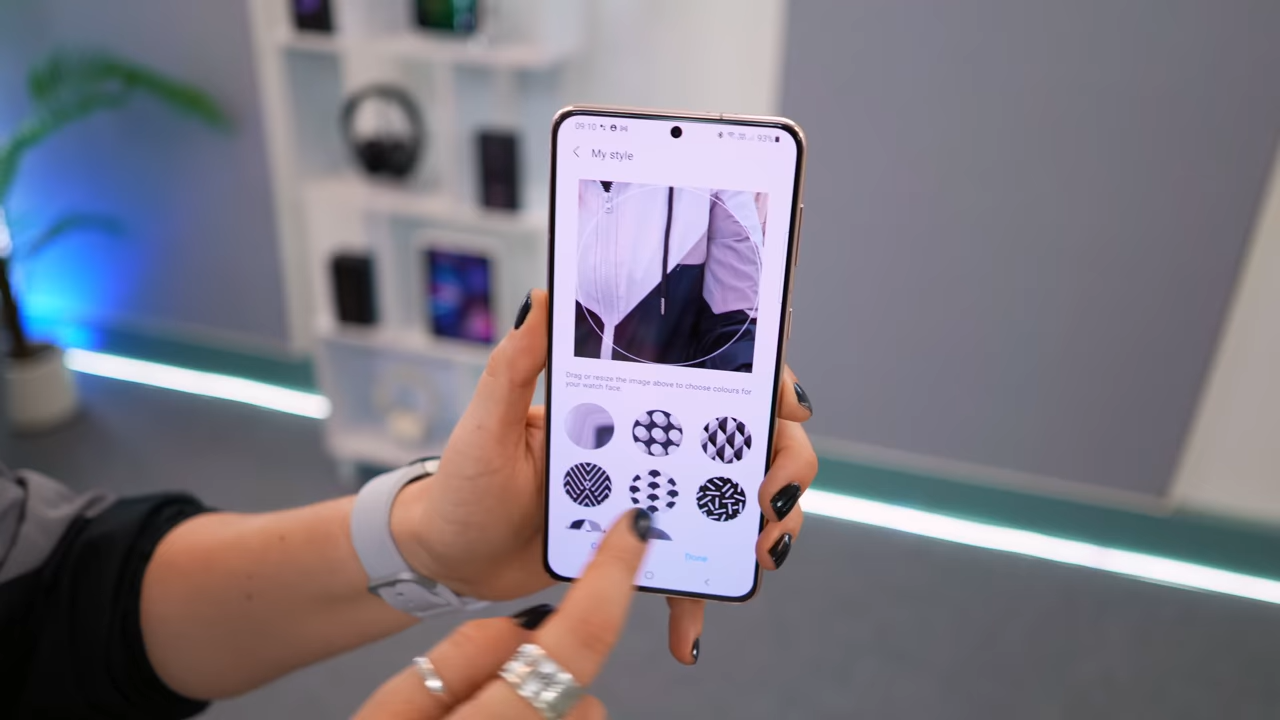 09:10
93%
My style
Drag or resize the image above to choose colours for
your watch face.
Done